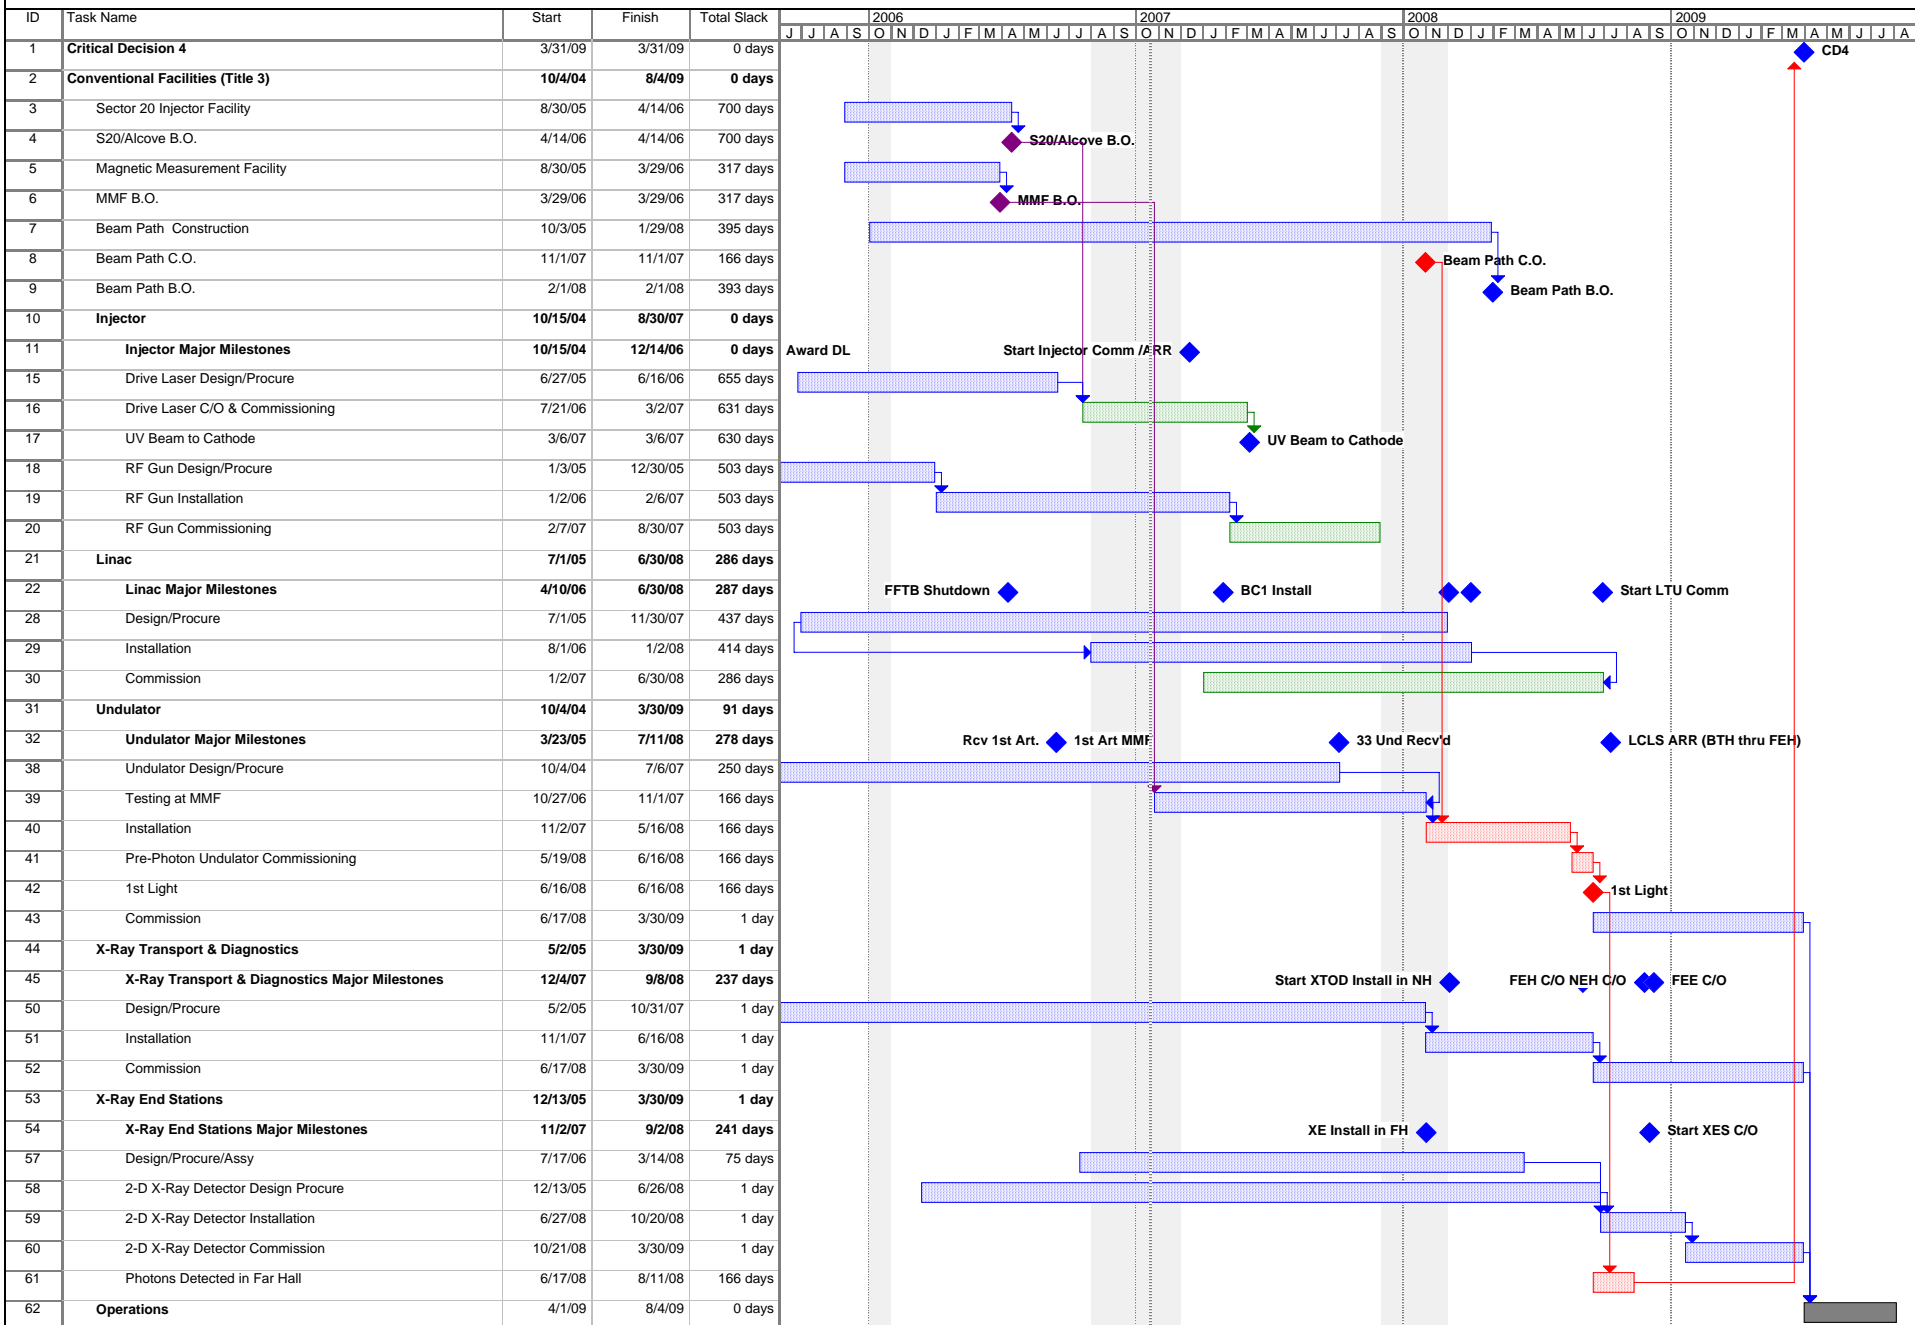 ID Task Name Start Finish Total Slack 2006 2007 2008 2009
J J A S O N D J F M A M J J A S O N D J F M A M J J A S O N D J F M A M J J A S O N D J F M A M J J A
1 Critical Decision 4 3/31/09 3/31/09 0 days CD4
2 Conventional Facilities (Title 3) 10/4/04 8/4/09 0 days
3 Sector 20 Injector Facility 8/30/05 4/14/06 700 days
4 S20/Alcove B.O. 4/14/06 4/14/06 700 days S20/Alcove B.O.
5 Magnetic Measurement Facility 8/30/05 3/29/06 317 days
6 MMF B.O. 3/29/06 3/29/06 317 days MMF B.O.
7 Beam Path Construction 10/3/05 1/29/08 395 days
8 Beam Path C.O. 11/1/07 11/1/07 166 days Beam Path C.O.
9 Beam Path B.O. 2/1/08 2/1/08 393 days Beam Path B.O.
10 Injector 10/15/04 8/30/07 0 days
11 Injector Major Milestones 10/15/04 12/14/06 0 days Award DL Start Injector Comm /ARR
15 Drive Laser Design/Procure 6/27/05 6/16/06 655 days
16 Drive Laser C/O & Commissioning 7/21/06 3/2/07 631 days
17 UV Beam to Cathode 3/6/07 3/6/07 630 days UV Beam to Cathode
18 RF Gun Design/Procure 1/3/05 12/30/05 503 days
19 RF Gun Installation 1/2/06 2/6/07 503 days
20 RF Gun Commissioning 2/7/07 8/30/07 503 days
21 Linac 7/1/05 6/30/08 286 days
22 Linac Major Milestones 4/10/06 6/30/08 287 days FFTB Shutdown BC1 Install Start LTU Comm
28 Design/Procure 7/1/05 11/30/07 437 days
29 Installation 8/1/06 1/2/08 414 days
30 Commission 1/2/07 6/30/08 286 days
31 Undulator 10/4/04 3/30/09 91 days
32 Undulator Major Milestones 3/23/05 7/11/08 278 days Rcv 1st Art. 1st Art MMF 33 Und Recv'd LCLS ARR (BTH thru FEH)
38 Undulator Design/Procure 10/4/04 7/6/07 250 days
39 Testing at MMF 10/27/06 11/1/07 166 days
40 Installation 11/2/07 5/16/08 166 days
41 Pre-Photon Undulator Commissioning 5/19/08 6/16/08 166 days
42 1st Light 6/16/08 6/16/08 166 days 1st Light
43 Commission 6/17/08 3/30/09 1 day
44 X-Ray Transport & Diagnostics 5/2/05 3/30/09 1 day
45 X-Ray Transport & Diagnostics Major Milestones 12/4/07 9/8/08 237 days Start XTOD Install in NH FEH C/O NEH C/O FEE C/O
50 Design/Procure 5/2/05 10/31/07 1 day
51 Installation 11/1/07 6/16/08 1 day
52 Commission 6/17/08 3/30/09 1 day
53 X-Ray End Stations 12/13/05 3/30/09 1 day
54 X-Ray End Stations Major Milestones 11/2/07 9/2/08 241 days XE Install in FH Start XES C/O
57 Design/Procure/Assy 7/17/06 3/14/08 75 days
58 2-D X-Ray Detector Design Procure 12/13/05 6/26/08 1 day
59 2-D X-Ray Detector Installation 6/27/08 10/20/08 1 day
60 2-D X-Ray Detector Commission 10/21/08 3/30/09 1 day
61 Photons Detected in Far Hall 6/17/08 8/11/08 166 days
62 Operations 4/1/09 8/4/09 0 days